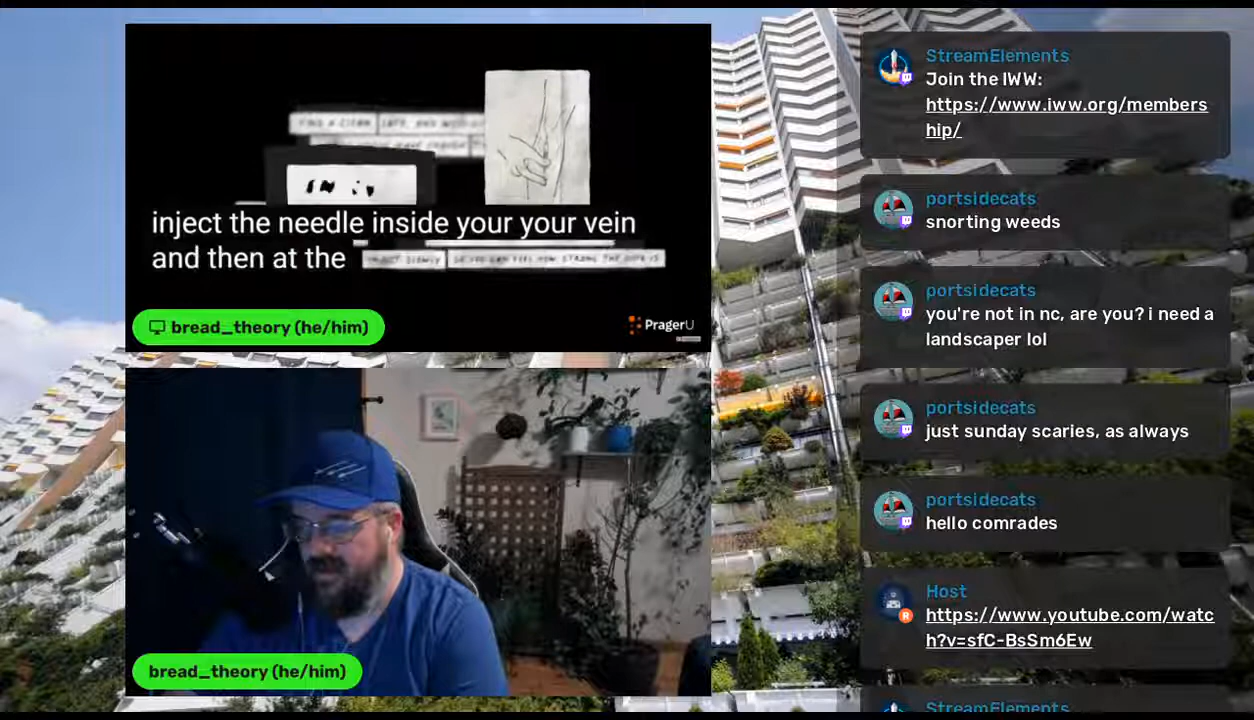 inject the needle inside your your vein
and then at the
bread_theory (he/him)
PragerU
bread_theory (he/him)
StreamElements
Join the IWW:
https://www.iww.org/members
hip/
portsidecats
snorting weeds
portsidecats
you're not in nc, are you? i need a
landscaper lol
portsidecats
just sunday scaries, as always
portsidecats
hello comrades
Host
https://www.youtube.com/watc
h?v=sfC-BsSm6Ew
StreamElements